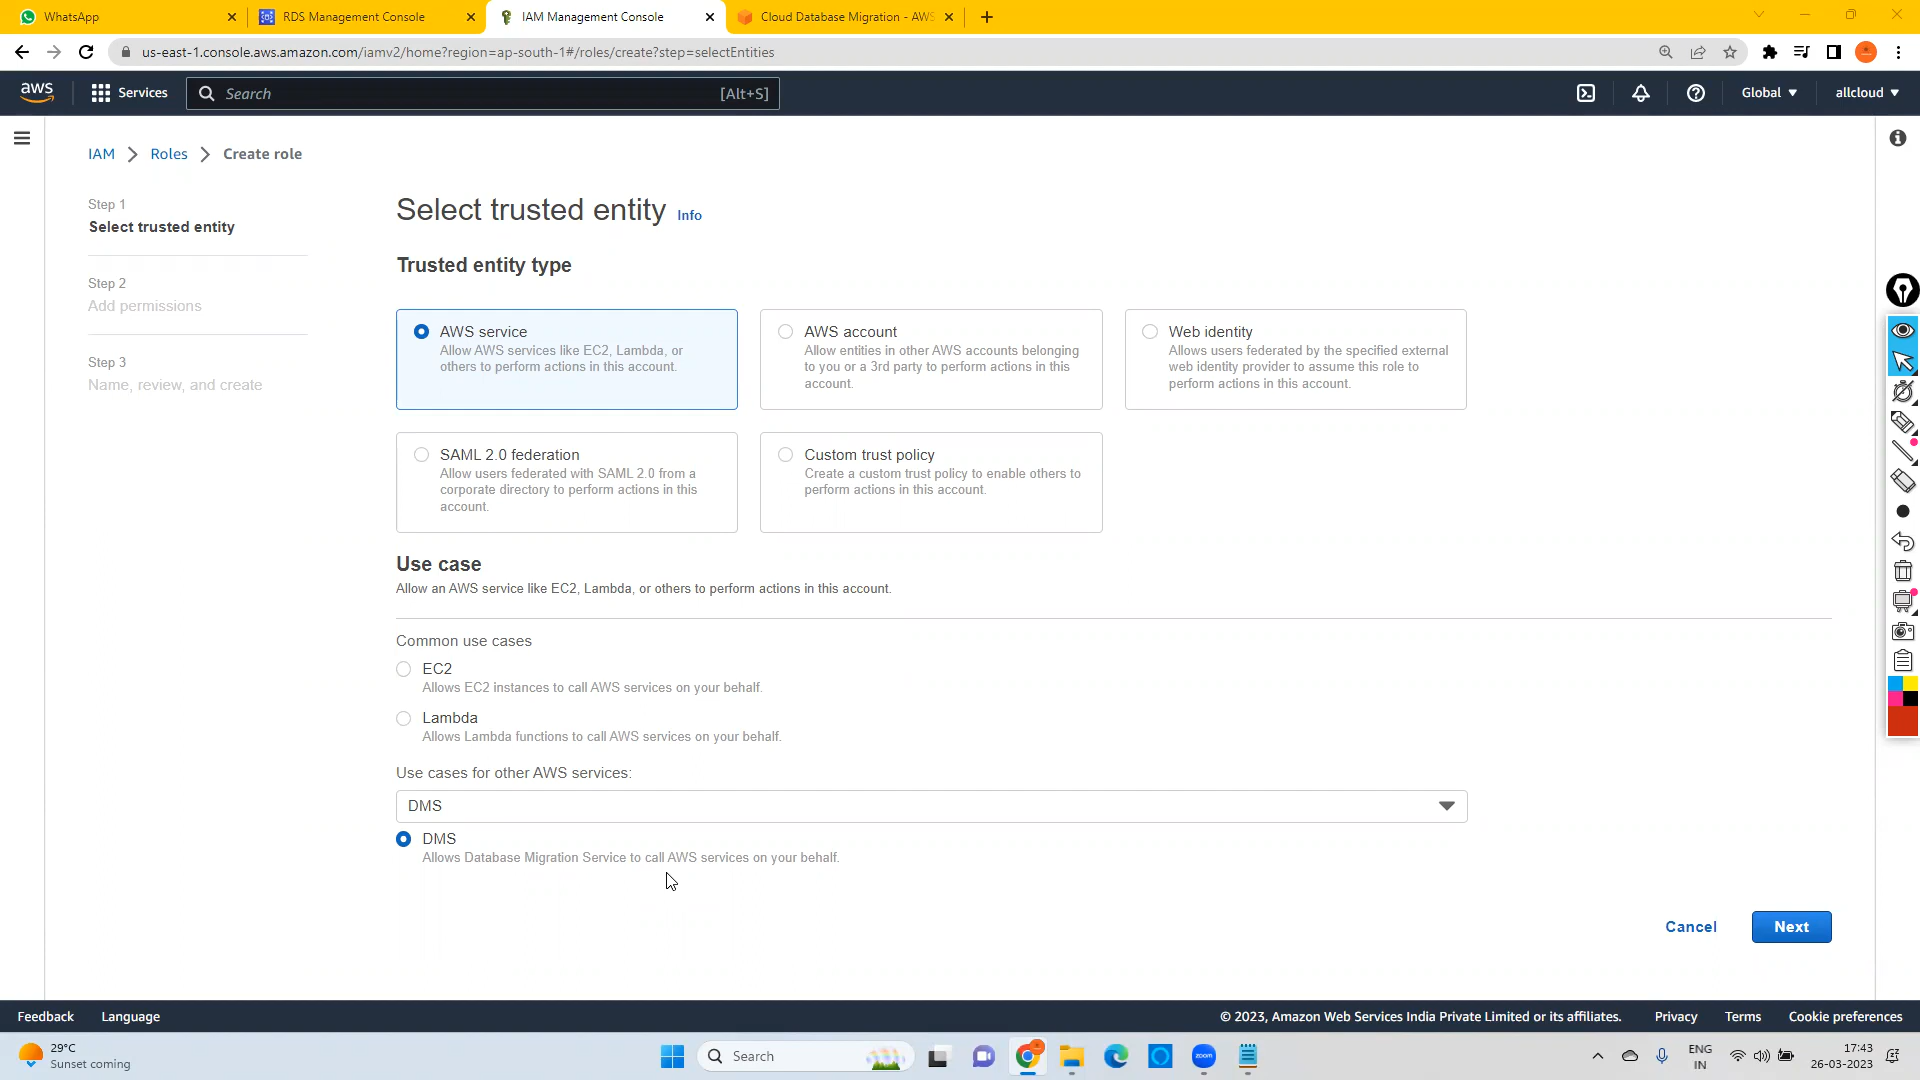 WhatsApp
RDS Management Console
IAM Management Console
Cloud Database Migration - AWS
us-east-1.console.aws.amazon.com/iamv2/home?region=ap-south-1#/roles/create?step=selectEntities
aws
Services
Search
[Alt+S]
Global
allcloud
IAM
Roles
Create role
Step 1
Select trusted entity
Step 2
Add permissions
Step 3
Name, review, and create
Select trusted entity
Info
Trusted entity type
AWS service
Allow AWS services like EC2, Lambda, or
others to perform actions in this account.
AWS account
Allow entities in other AWS accounts belonging
to you or a 3rd party to perform actions in this
account.
Web identity
Allows users federated by the specified external
web identity provider to assume this role to
perform actions in this account.
SAML 2.0 federation
Allow users federated with SAML 2.0 from a
corporate directory to perform actions in this
account.
Custom trust policy
Create a custom trust policy to enable others to
perform actions in this account.
Use case
Allow an AWS service like EC2, Lambda, or others to perform actions in this account.
Common use cases
EC2
Allows EC2 instances to call AWS services on your behalf.
Lambda
Allows Lambda functions to call AWS services on your behalf.
Use cases for other AWS services:
DMS
DMS
Allows Database Migration Service to call AWS services on your behalf.
Cancel
Next
Feedback
Language
© 2023, Amazon Web Services India Private Limited or its affiliates.
Privacy
Terms
Cookie preferences
29°C
Sunset coming
Search
zoom
ENG
IN
17:43
26-03-2023